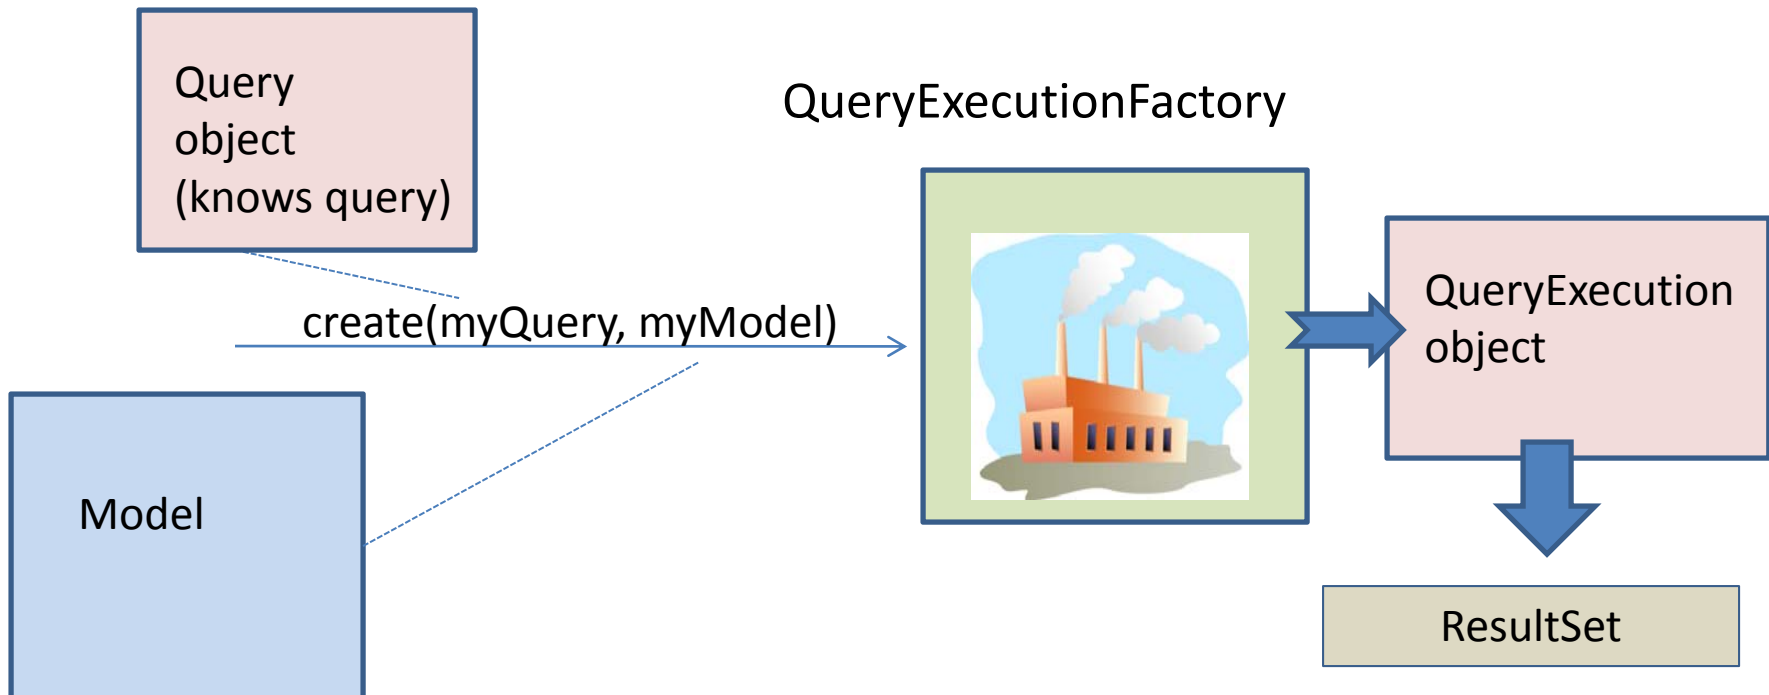 Query
object
(knows query)
QueryExecutionFactory
create(myQuery, myModel)
QueryExecution
object
Model
ResultSet